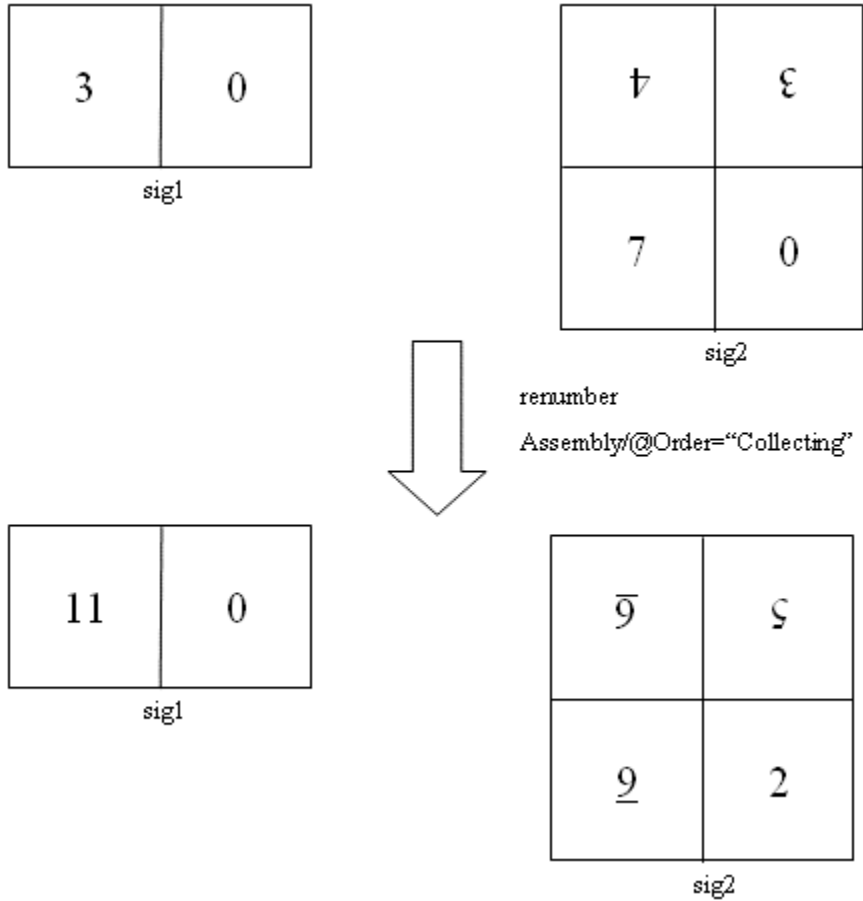 3 0
sig1
4 3
7 0
sig2
renumber
Assembly/@Order=“Collecting”
11 0
sig1
6 5
9 2
sig2